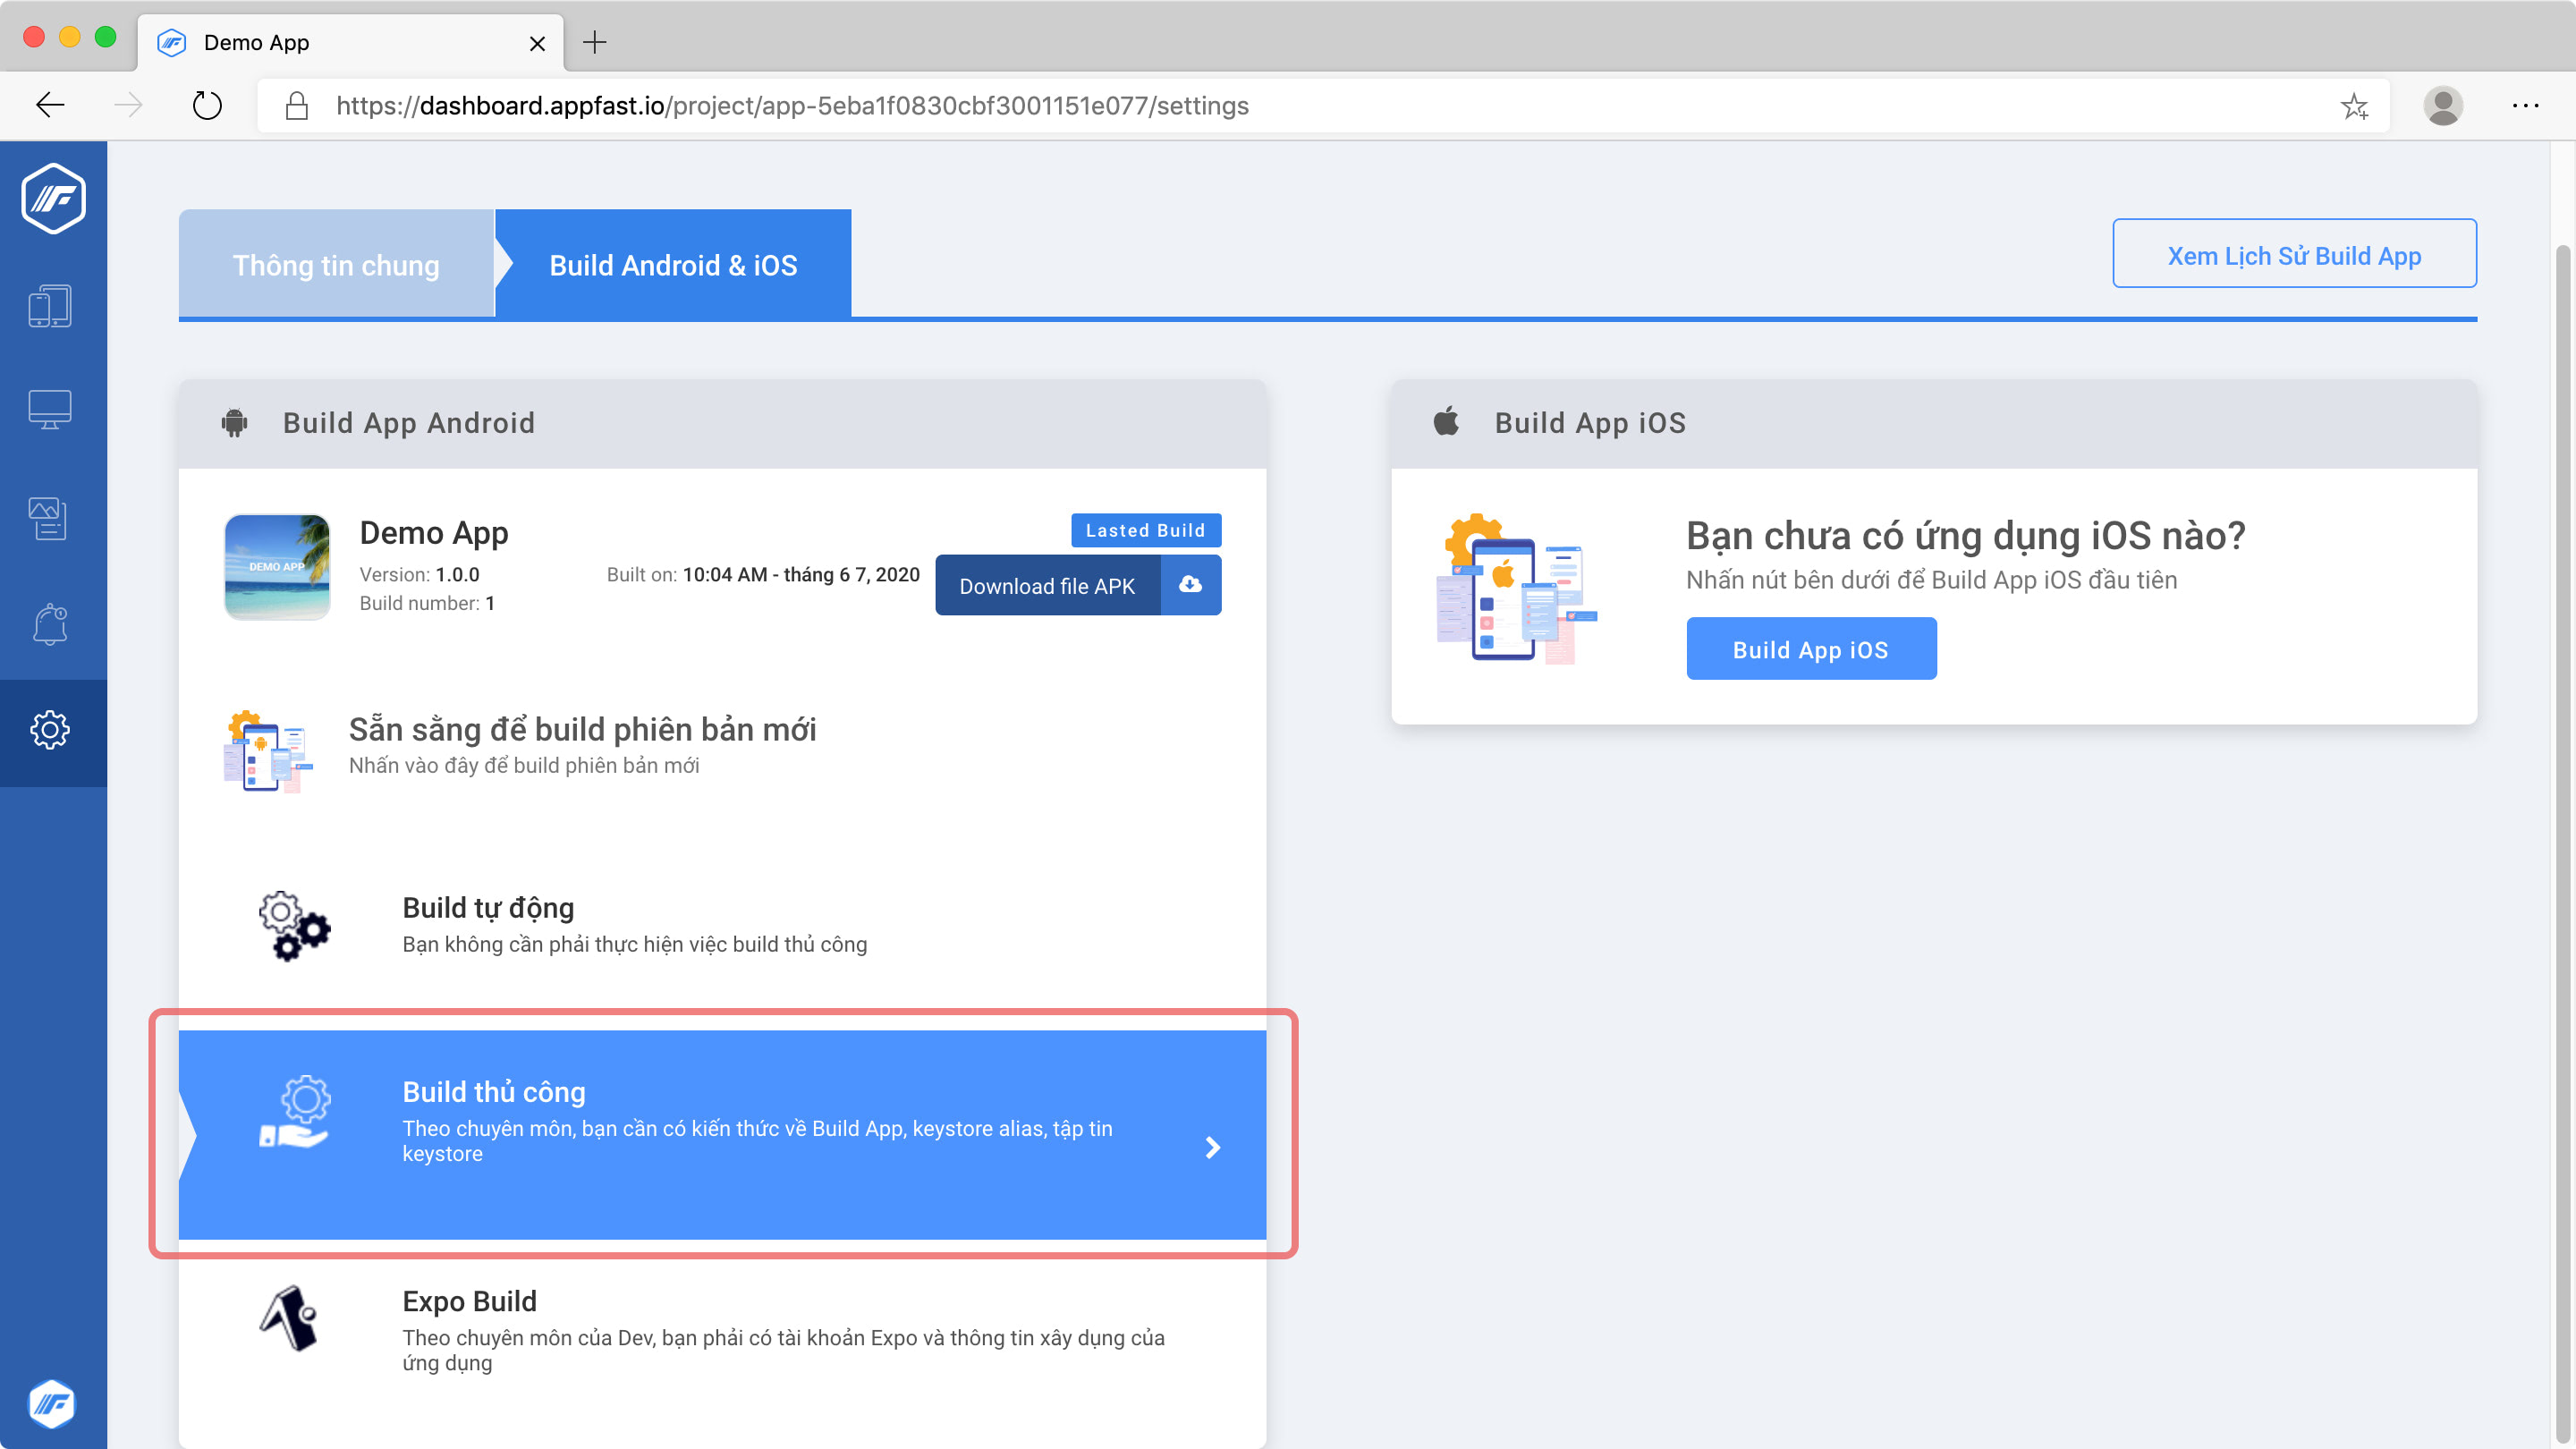 Demo App
https://dashboard.appfast.io/project/app-5eba1f0830cbf3001151e077/settings
Thông tin chung
Build Android & iOS
Xem Lịch Sử Build App
Build App Android
DEMO APP
Demo App
Version: 1.0.0
Build number: 1
Built on: 10:04 AM - tháng 6 7, 2020
Lasted Build
Download file APK
Sẵn sằng để build phiên bản mới
Nhấn vào đây để build phiên bản mới
Build tự động
Bạn không cần phải thực hiện việc build thủ công
Build thủ công
Theo chuyên môn, bạn cần có kiến thức về Build App, keystore alias, tập tin
keystore
Expo Build
Theo chuyên môn của Dev, bạn phải có tài khoản Expo và thông tin xây dụng của
ứng dụng
Build App iOS
Bạn chưa có ứng dụng iOS nào?
Nhấn nút bên dưới để Build App iOS đầu tiên
Build App iOS